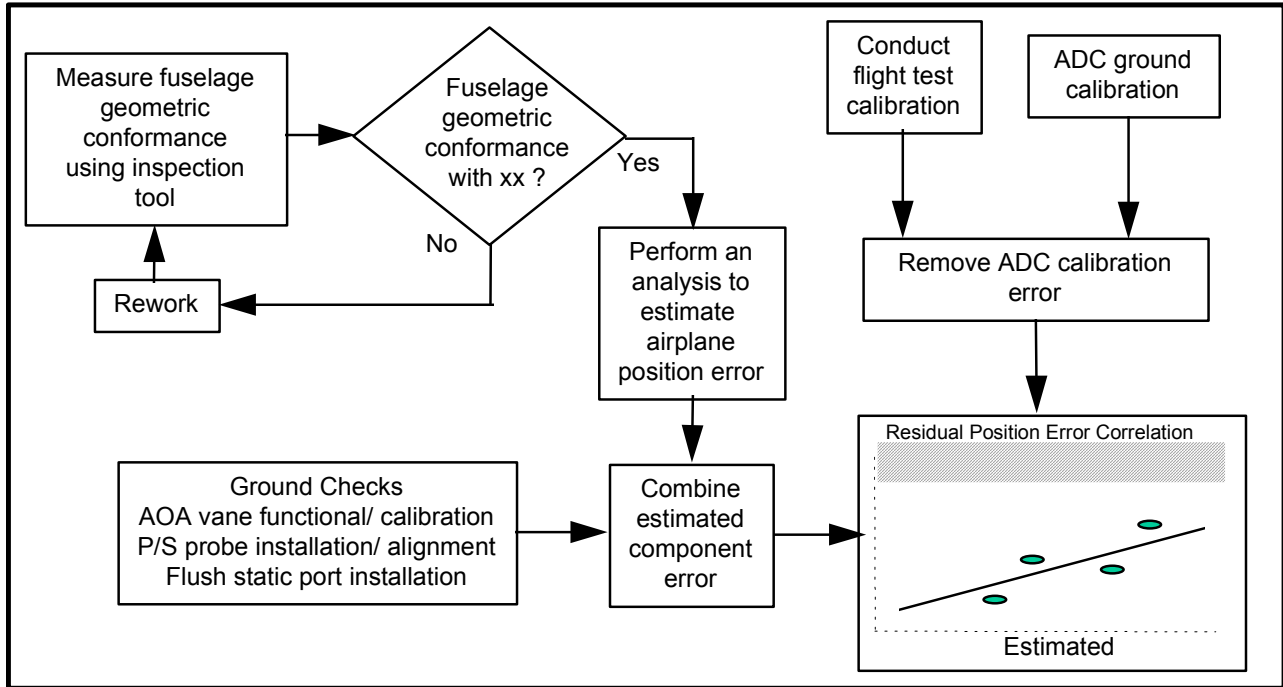 Measure fuselage
geometric
conformance
using inspection
tool
Fuselage
geometric
conformance
with xx ?
Yes
No
Rework
Perform an
analysis to
estimate
airplane
position error
Conduct
flight test
calibration
ADC ground
calibration
Remove ADC calibration
error
Ground Checks
AOA vane functional/ calibration
P/S probe installation/ alignment
Flush static port installation
Combine
estimated
component
error
Residual Position Error Correlation
Estimated